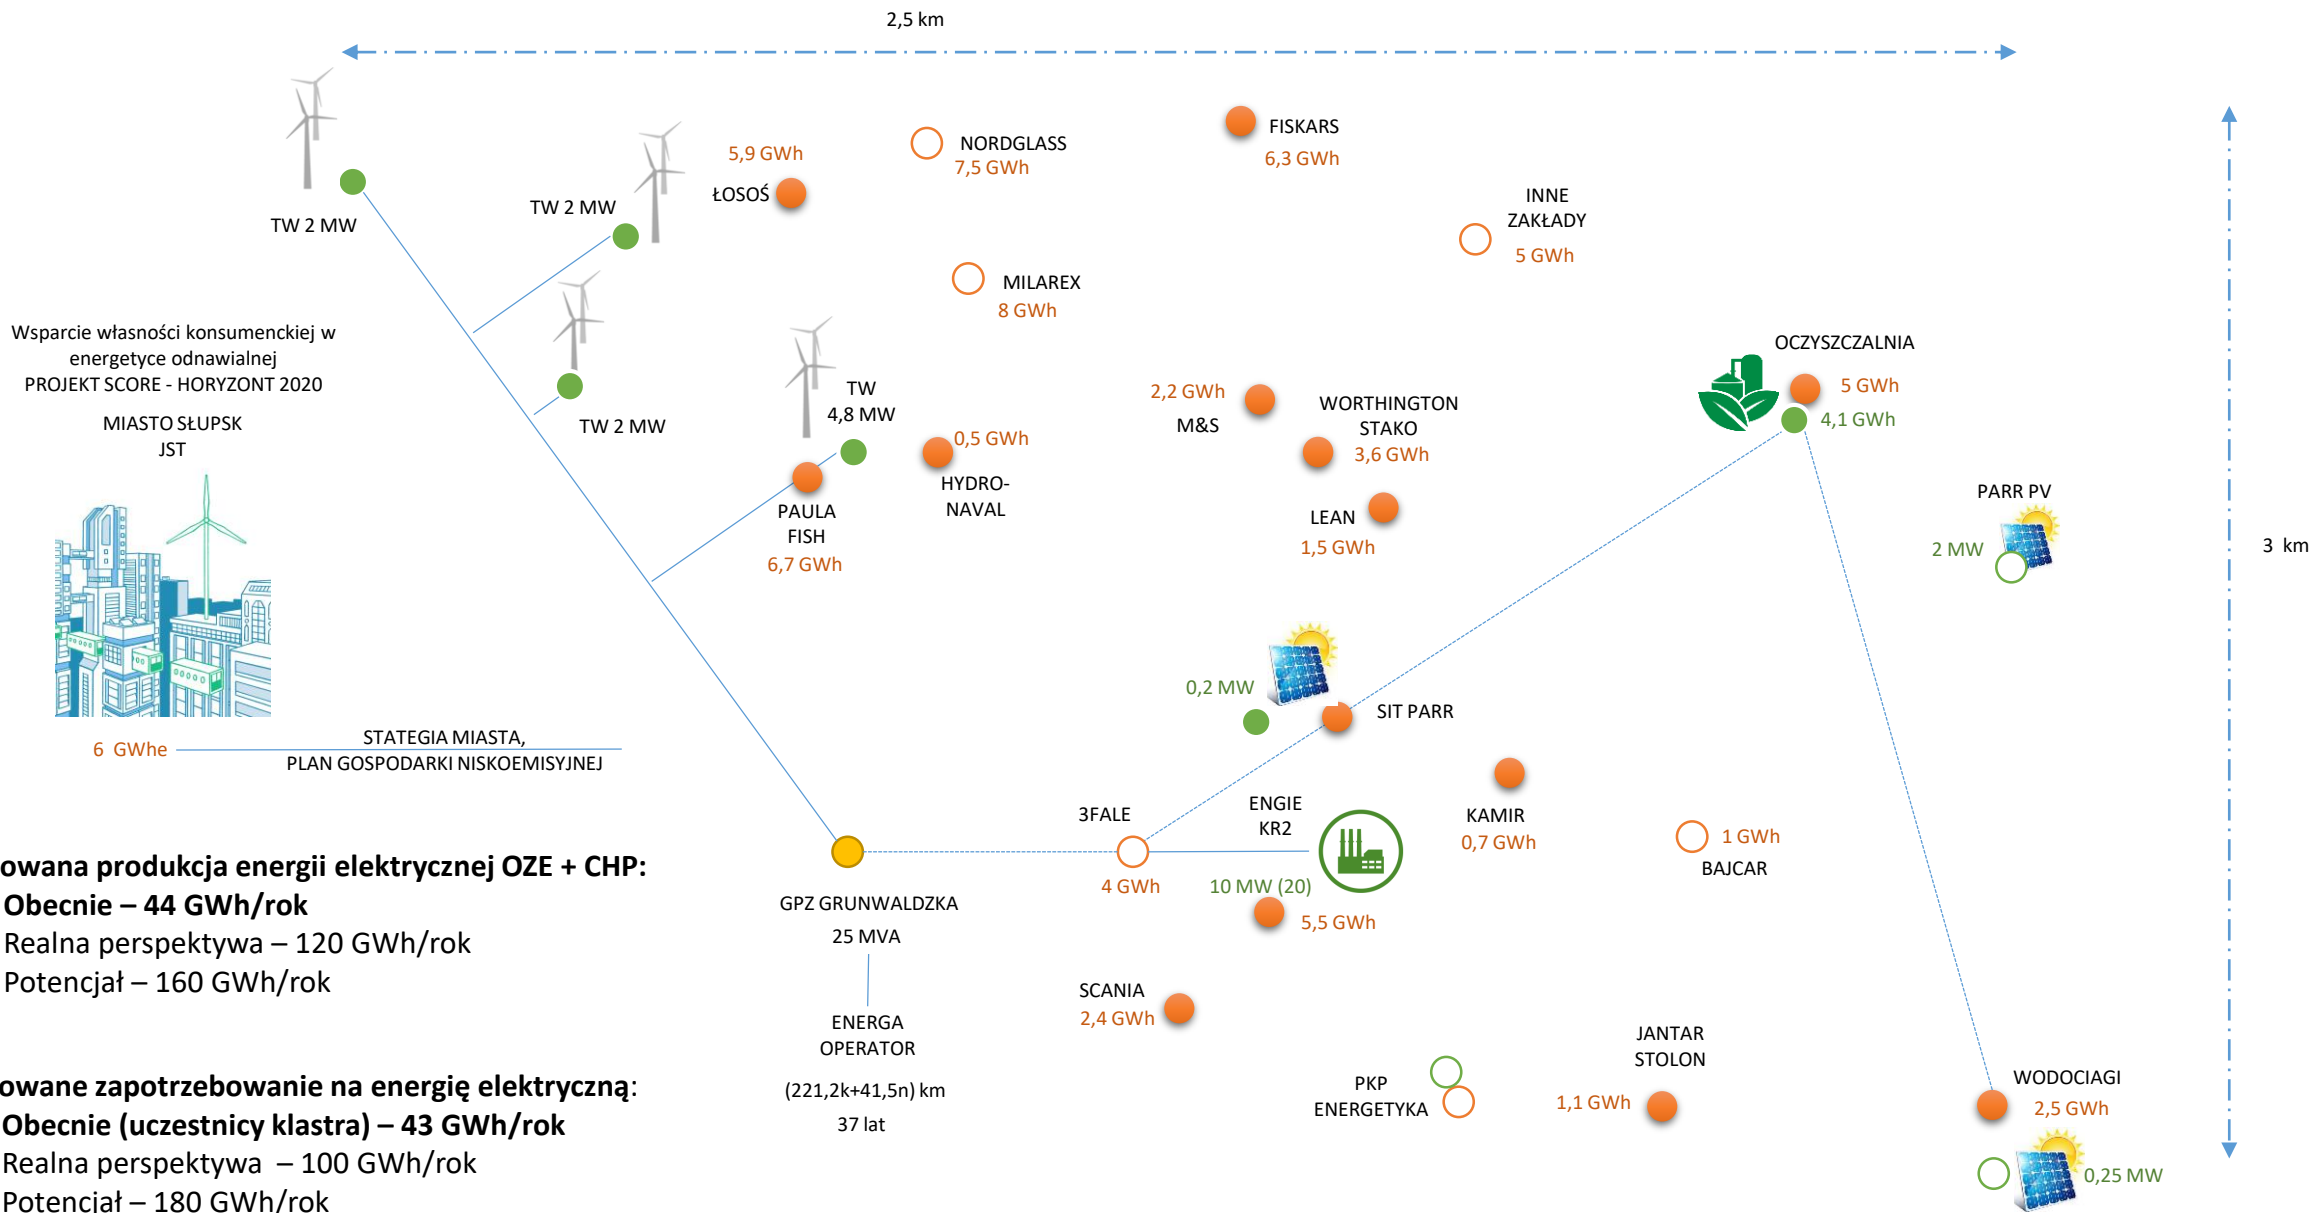 2,5 km
FISKARS
6,3 GWh
NORDGLASS
7,5 GWh
5,9 GWh
ŁOSOŚ
TW 2 MW
TW 2 MW
INNE
ZAKŁADY
5 GWh
MILAREX
8 GWh
Wsparcie własności konsumenckiej w
energetyce odnawialnej
PROJEKT SCORE - HORYZONT 2020
MIASTO SŁUPSK
JST
TW 2 MW
TW
4,8 MW
0,5 GWh
HYDRO-
NAVAL
PAULA
FISH
6,7 GWh
2,2 GWh
M&S
WORTHINGTON
STAKO
3,6 GWh
LEAN
1,5 GWh
OCZYSZCZALNIA
5 GWh
4,1 GWh
PARR PV
2 MW
3 km
0,2 MW
SIT PARR
6 GWhe
STATEGIA MIASTA,
PLAN GOSPODARKI NISKOEMISYJNEJ
3FALE
4 GWh
ENGIE
KR2
10 MW (20)
5,5 GWh
KAMIR
0,7 GWh
1 GWh
BAJCAR
owana produkcja energii elektrycznej OZE + CHP:
Obecnie – 44 GWh/rok
Realna perspektywa – 120 GWh/rok
Potencjał – 160 GWh/rok
GPZ GRUNWALDZKA
25 MVA
ENERGA
OPERATOR
(221,2k+41,5n) km
37 lat
SCANIA
2,4 GWh
PKP
ENERGETYKA
JANTAR
STOLON
1,1 GWh
WODOCIAGI
2,5 GWh
0,25 MW
owane zapotrzebowanie na energię elektryczną:
Obecnie (uczestnicy klastra) – 43 GWh/rok
Realna perspektywa – 100 GWh/rok
Potencjał – 180 GWh/rok